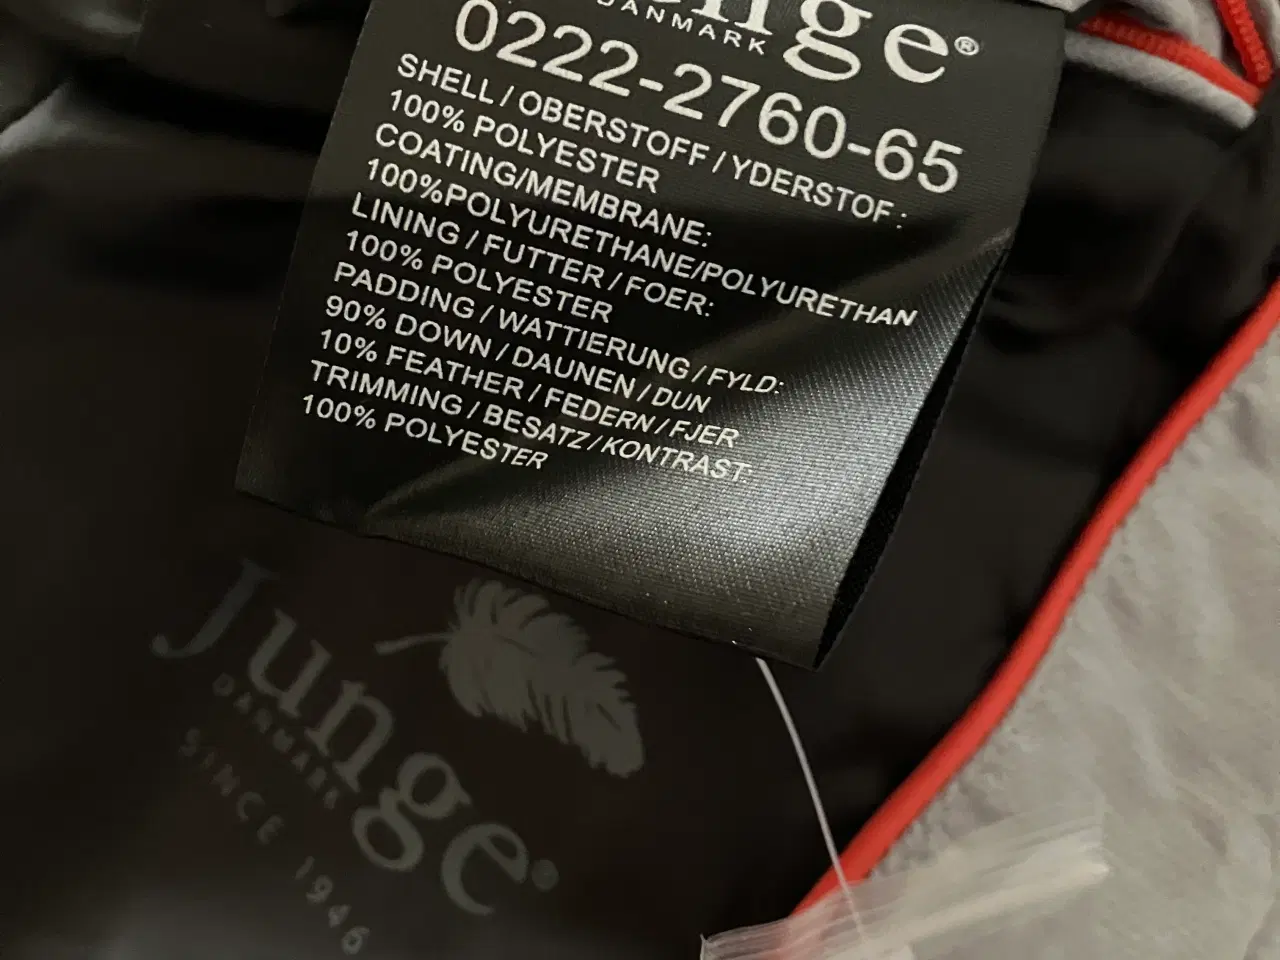 unge®
DANMARK
0222-2760-65
SHELL / OBERSTOFF / YDERSTOF :
100% POLYESTER
COATING/MEMBRANE:
100%POLYURETHANE/POLYURETHAN
LINING / FUTTER / FOER:
100% POLYESTER
PADDING / WATTIERUNG / FYLD:
90% DOWN / DAUNEN / DUN
10% FEATHER / FEDERN / FJER
TRIMMING / BESATZ / KONTRAST:
100% POLYESTER
Junge®
DANMARK
SINCE 1946